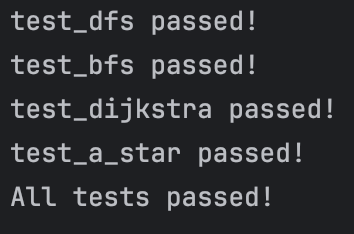 test_dfs passed!
test_bfs passed!
test_dijkstra passed!
test_a_star passed!
All tests passed!